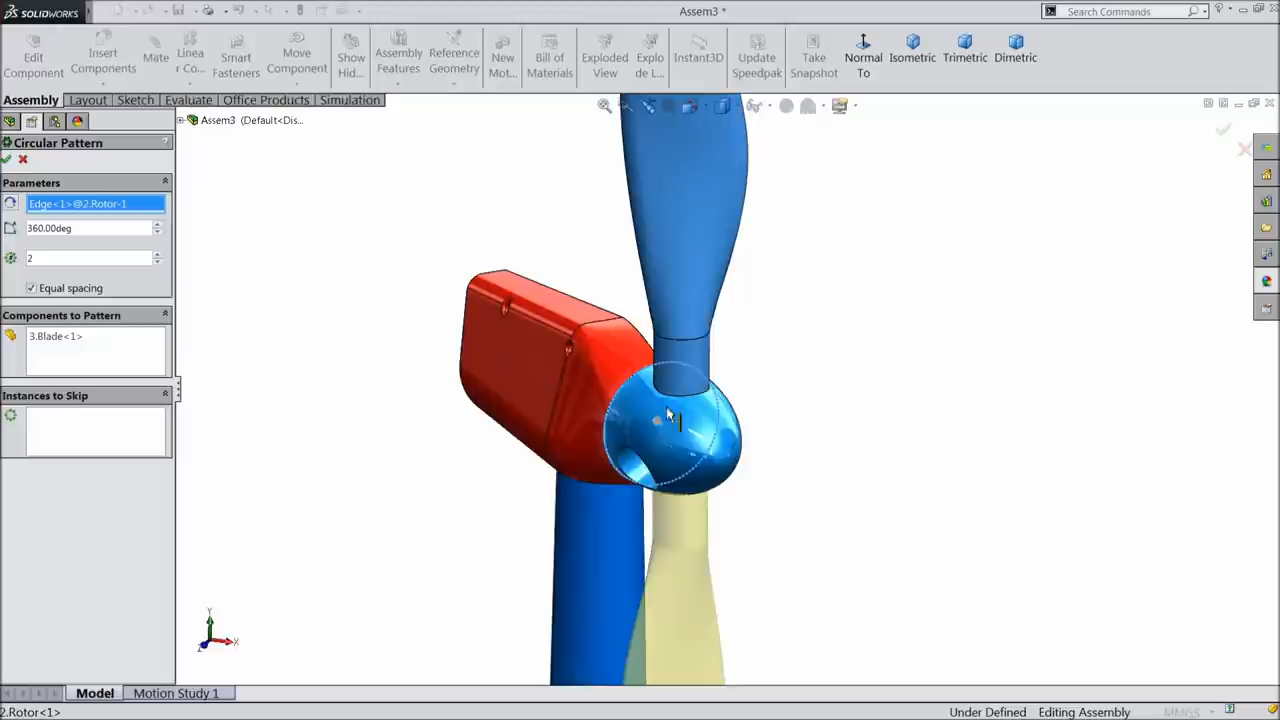 SOLIDWORKS
Assem3 *
Search Commands
Edit Component
Insert Components
Mate
Linea r Co...
Smart Fasteners
Move Component
Show Hid...
Assembly Features
Reference Geometry
New Mot...
Bill of Materials
Exploded View
Explo de L...
Instant3D
Update Speedpak
Take Snapshot
Normal To
Isometric
Trimetric
Dimetric
Assembly
Layout
Sketch
Evaluate
Office Products
Simulation
Assem3 (Default<Dis...
Circular Pattern
?
Parameters
Edge<1>@2.Rotor-1
360.00deg
2
Equal spacing
Components to Pattern
3.Blade<1>
Instances to Skip
Y
X
Z
Model
Motion Study 1
2.Rotor<1>
Under Defined
Editing Assembly
MMGS